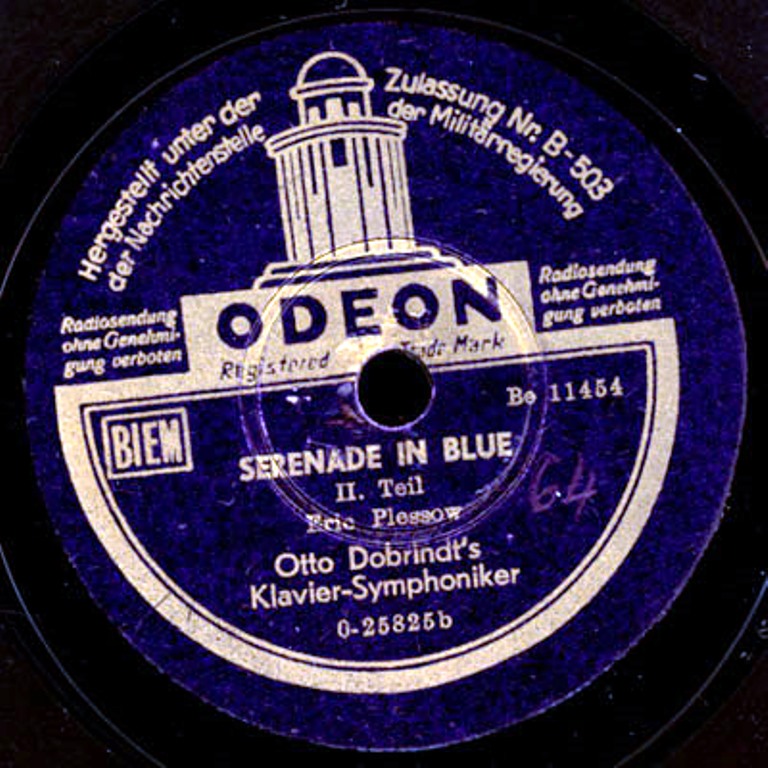 Hergestellt unter der
der Nachrichtenstelle
Zulassung Nr. B-503
der Militärregierung
Radiosendung
ohne Genehmi-
gung verboten
Radiosendung
ohne Genehmi-
gung verboten
ODEON
Registered Trade Mark
Be 11454
BIEM
SERENADE IN BLUE
II. Teil
64
Eric Plessow
Otto Dobrindt's
Klavier-Symphoniker
0-25825b